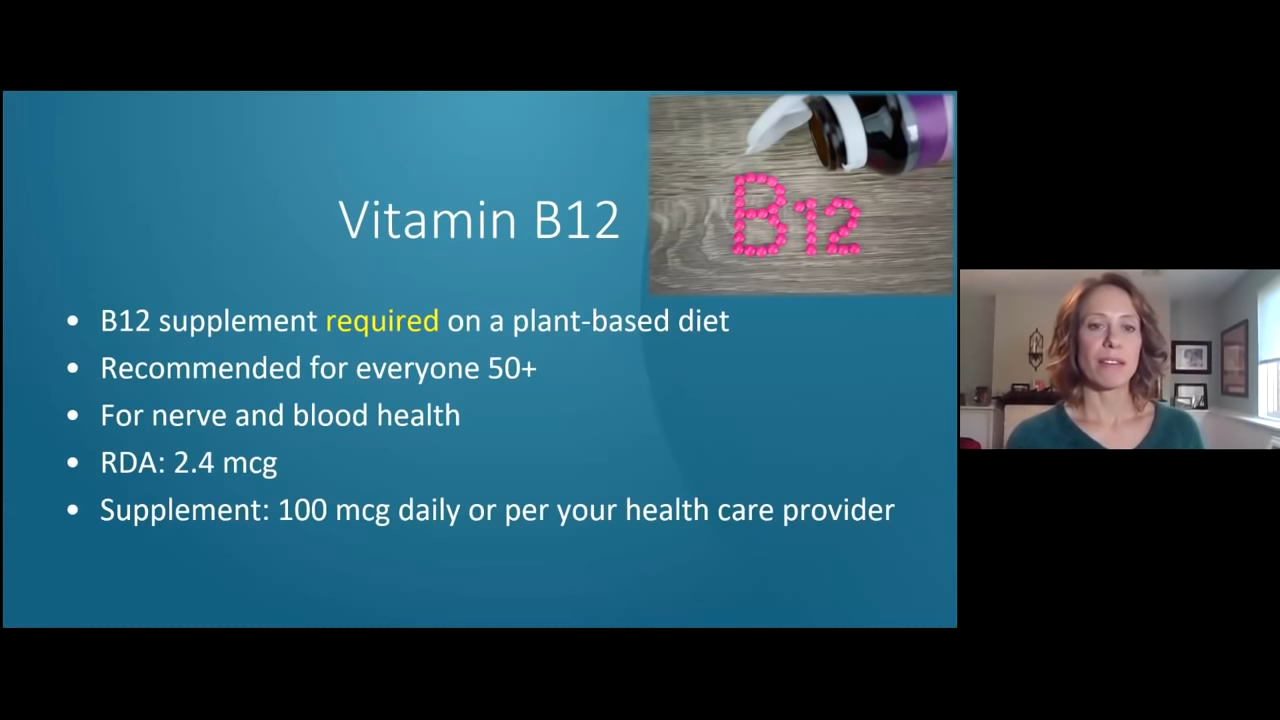 Vitamin B12
B12
• B12 supplement required on a plant-based diet
• Recommended for everyone 50+
• For nerve and blood health
• RDA: 2.4 mcg
• Supplement: 100 mcg daily or per your health care provider